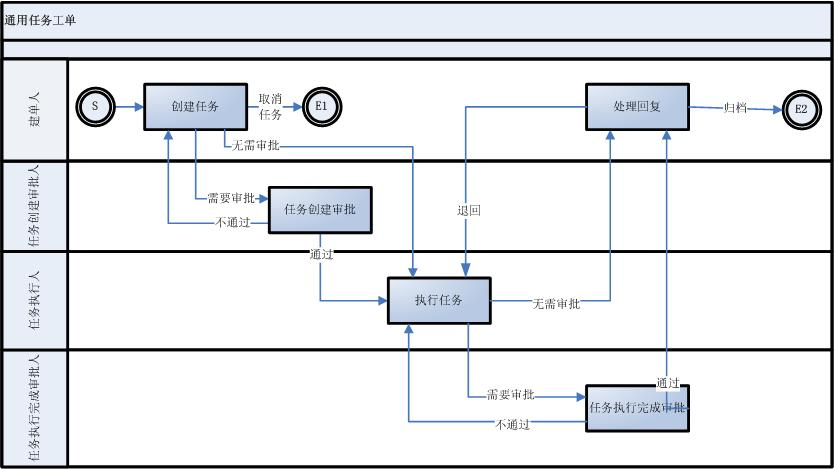 通用任务工单
建单人
S
创建任务
取消
任务
E1
处理回复
归档
E2
无需审批
任务创建审批人
需要审批
任务创建审批
不通过
退回
通过
任务执行人
执行任务
无需审批
任务执行完成审批人
需要审批
通过
任务执行完成审批
不通过